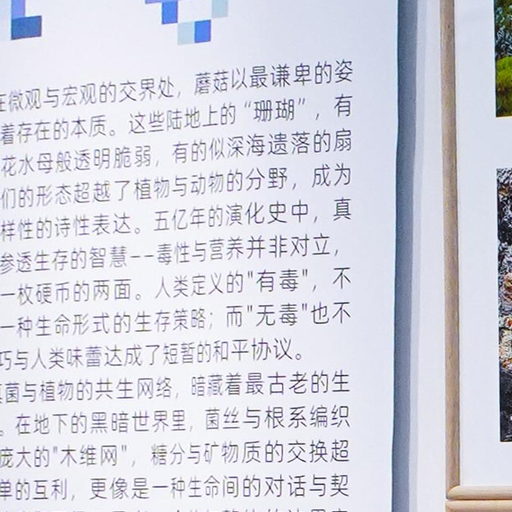 在微观与宏观的交界处，蘑菇以最谦卑的姿
着存在的本质。这些陆地上的“珊瑚”，有
花水母般透明脆弱，有的似深海遗落的扇
们的形态超越了植物与动物的分野，成为
样性的诗性表达。五亿年的演化史中，真
参透生存的智慧--毒性与营养并非对立，
一枚硬币的两面。人类定义的"有毒"，不
一种生命形式的生存策略；而"无毒"也不
巧与人类味蕾达成了短暂的和平协议。
菌与植物的共生网络，暗藏着最古老的生
。在地下的黑暗世界里，菌丝与根系编织
庞大的"木维网"，糖分与矿物质的交换超
单的互利，更像是一种生命间的对话与契